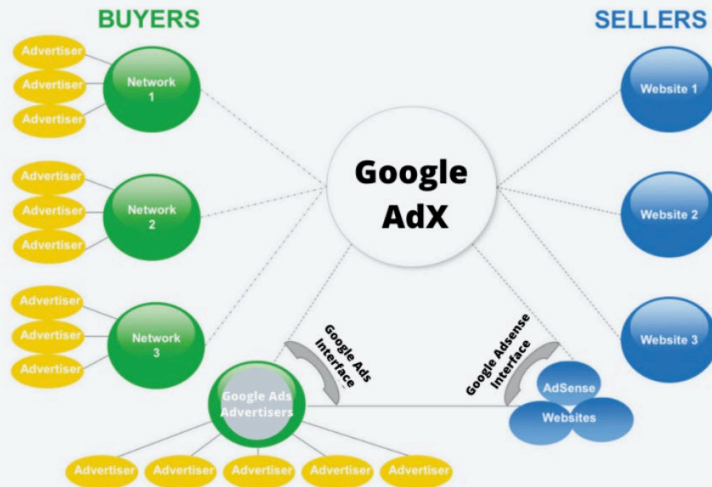 BUYERS
SELLERS
Advertiser
Advertiser
Advertiser
Network
1
Website 1
Google
AdX
Advertiser
Advertiser
Advertiser
Network
2
Website 2
Advertiser
Advertiser
Advertiser
Network
3
Website 3
Google Ads
Interface
Google Adsense
Interface
Google Ads
Advertisers
AdSense
Websites
Advertiser
Advertiser
Advertiser
Advertiser
Advertiser